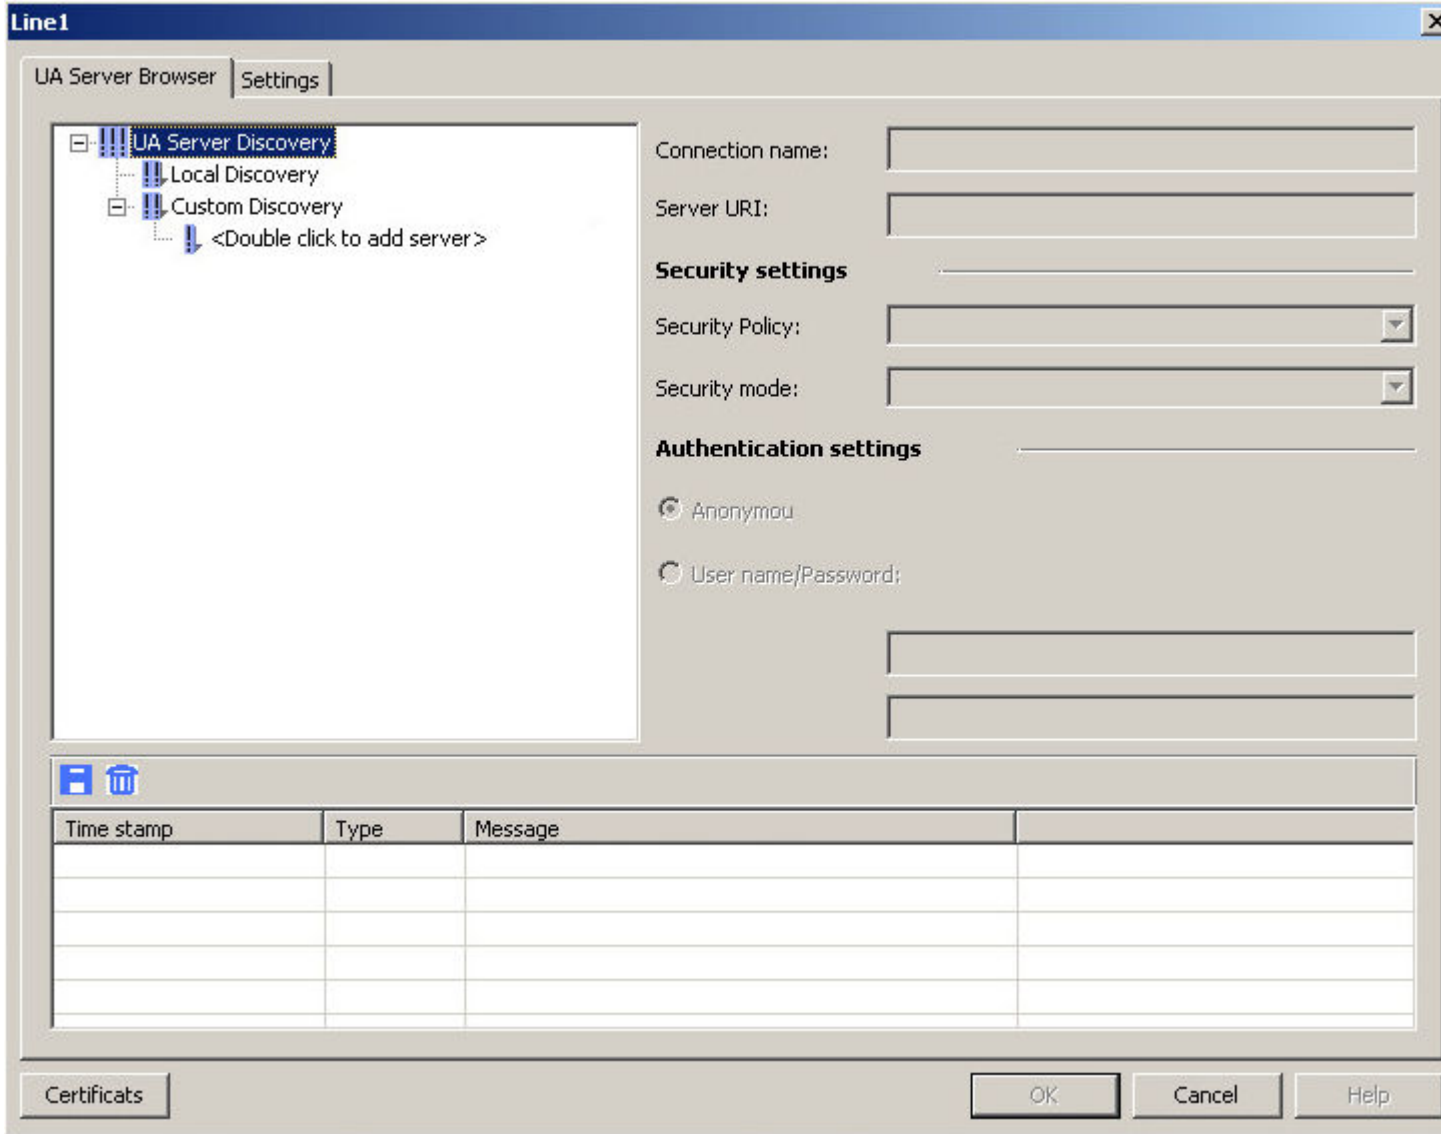 Line1
UA Server Browser Settings
UA Server Discovery
Local Discovery
Custom Discovery
<Double click to add server>
Connection name:
Server URI:
Security settings
Security Policy:
Security mode:
Authentication settings
Anonymou
User name/Password:
Time stamp Type Message
Certificats OK Cancel Help